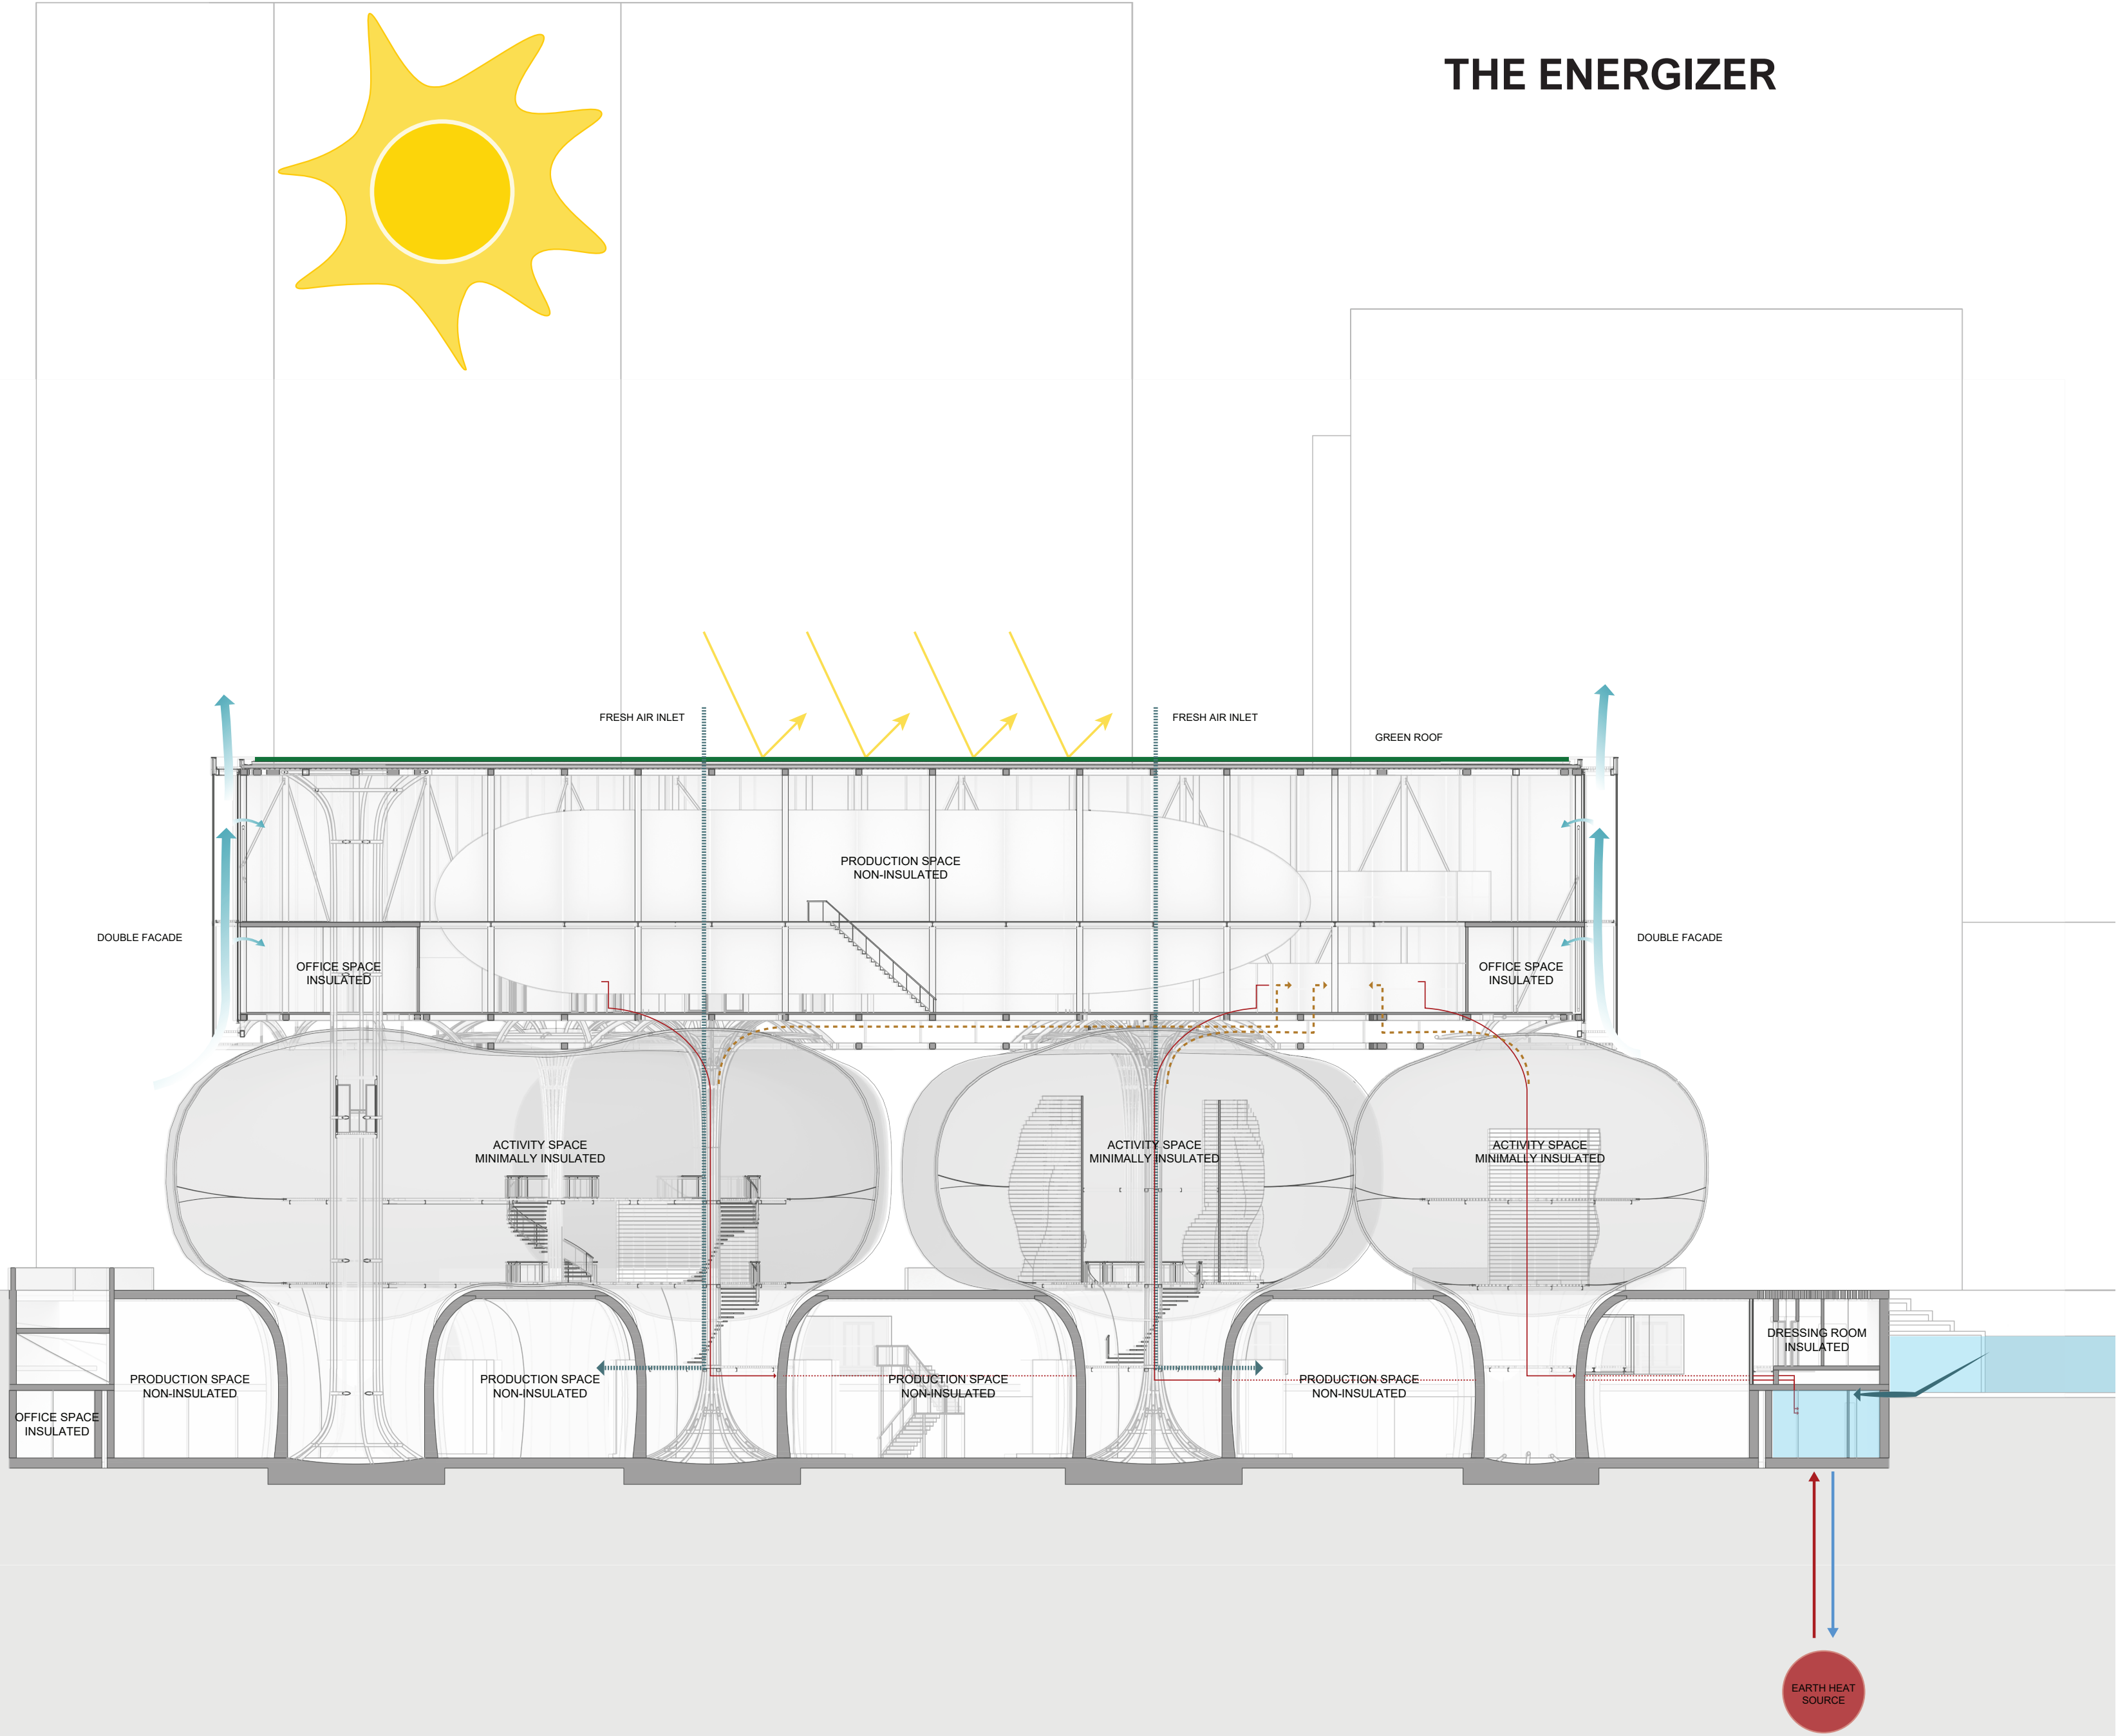 THE ENERGIZER
FRESH AIR INLET
FRESH AIR INLET
GREEN ROOF
PRODUCTION SPACE
NON-INSULATED
DOUBLE FACADE
DOUBLE FACADE
OFFICE SPACE
INSULATED
OFFICE SPACE
INSULATED
ACTIVITY SPACE
MINIMALLY INSULATED
ACTIVITY SPACE
MINIMALLY INSULATED
ACTIVITY SPACE
MINIMALLY INSULATED
DRESSING ROOM
INSULATED
PRODUCTION SPACE
NON-INSULATED
PRODUCTION SPACE
NON-INSULATED
PRODUCTION SPACE
NON-INSULATED
PRODUCTION SPACE
NON-INSULATED
OFFICE SPACE
INSULATED
EARTH HEAT
SOURCE